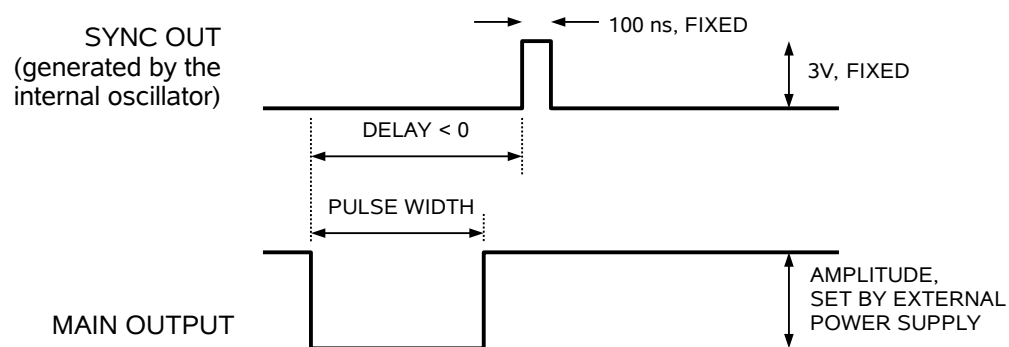 SYNC OUT
(generated by the
internal oscillator)
100 ns, FIXED
3V, FIXED
DELAY < 0
PULSE WIDTH
MAIN OUTPUT
AMPLITUDE,
SET BY EXTERNAL
POWER SUPPLY